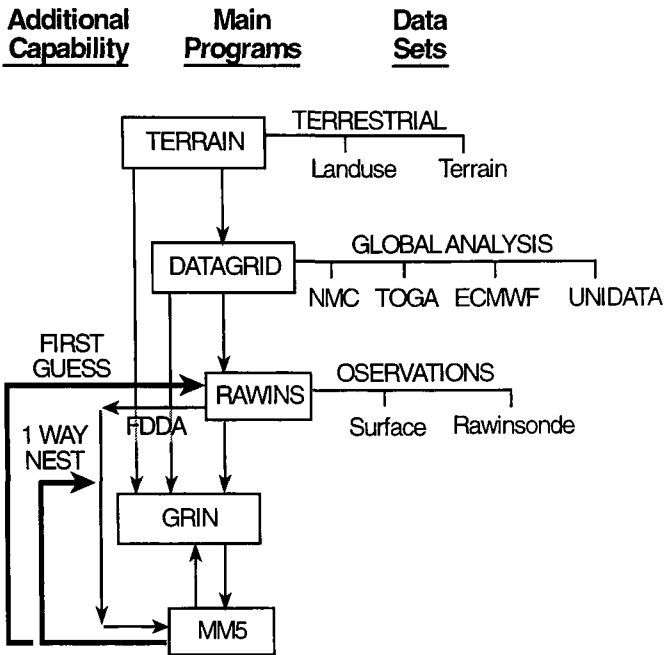 Additional Capability
Main Programs
Data Sets
TERRAIN
TERRESTRIAL
Landuse
Terrain
DATAGRID
GLOBAL ANALYSIS
NMC
TOGA
ECMWF
UNIDATA
FIRST GUESS
RAWINS
OSERVATIONS
Surface
Rawinsonde
FDDA
1 WAY NEST
GRIN
MM5